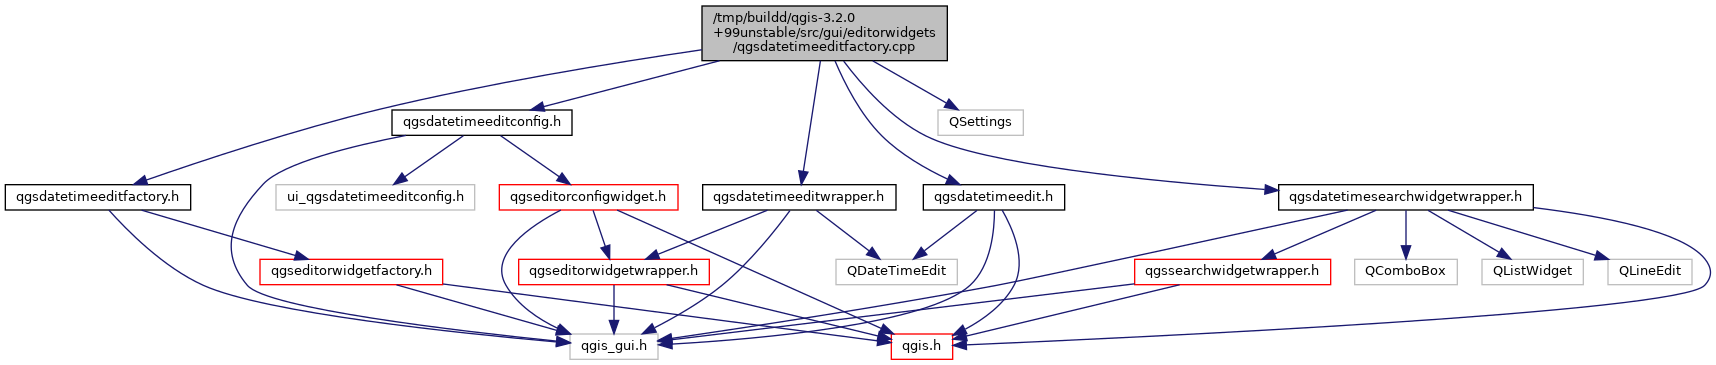 /tmp/buildd/qgis-3.2.0
+99unstable/src/gui/editorwidgets
/qgsdatetimeeditfactory.cpp
qgsdatetimeeditconfig.h
QSettings
qgsdatetimeeditfactory.h
ui_qgsdatetimeeditconfig.h
qgseditorconfigwidget.h
qgsdatetimeeditwrapper.h
qgsdatetimeedit.h
qgsdatetimesearchwidgetwrapper.h
qgseditorwidgetfactory.h
qgseditorwidgetwrapper.h
QDateTimeEdit
qgssearchwidgetwrapper.h
QComboBox
QListWidget
QLineEdit
qgis_gui.h
qgis.h